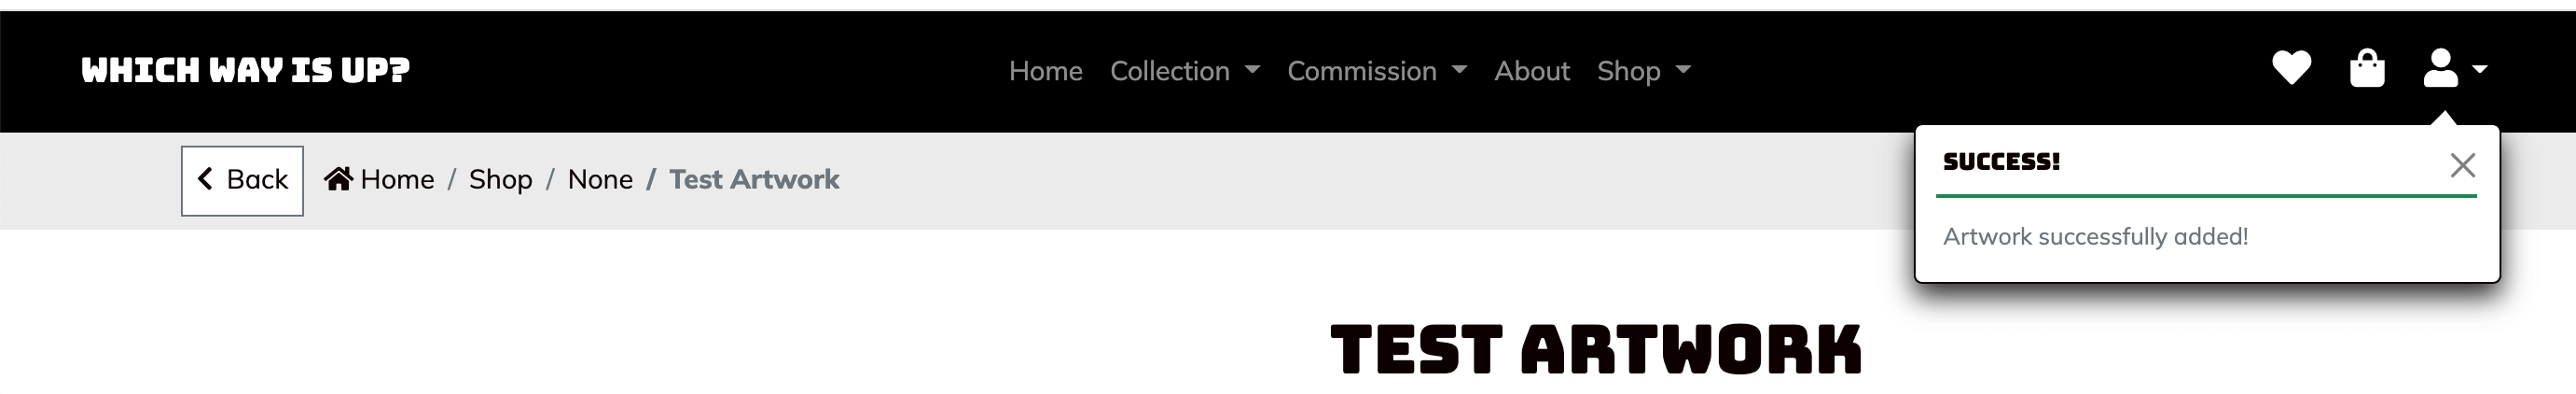 WHICH WAY IS UP?
Home Collection Commission About Shop
Back Home / Shop / None / Test Artwork
SUCCESS!
Artwork successfully added!
TEST ARTWORK